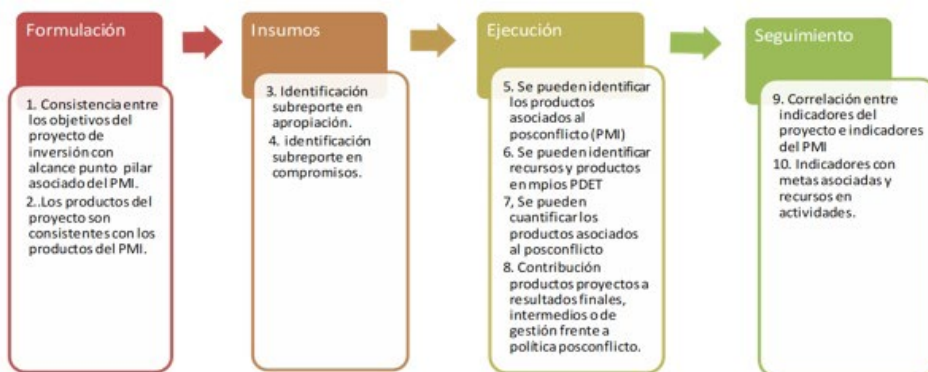 Formulación
1. Consistencia entre
los objetivos del
proyecto de
inversión con
alcance punto pilar
asociado del PMI.
2..Los productos del
proyecto son
consistentes con los
productos del PMI.
Insumos
3. Identificación
subreporte en
apropiación.
4. identificación
subreporte en
compromisos.
Ejecución
5. Se pueden identificar
los productos
asociados al
posconflicto (PMI)
6. Se pueden identificar
recursos y productos
en mpios PDET
7, Se pueden
cuantificar los
productos asociados
al posconflicto
8. Contribución
productos proyectos a
resultados finales,
intermedios o de
gestión frente a
política posconflicto.
Seguimiento
9. Correlación entre
indicadores del
proyecto e indicadores
del PMI
10. Indicadores con
metas asociadas y
recursos en
actividades.